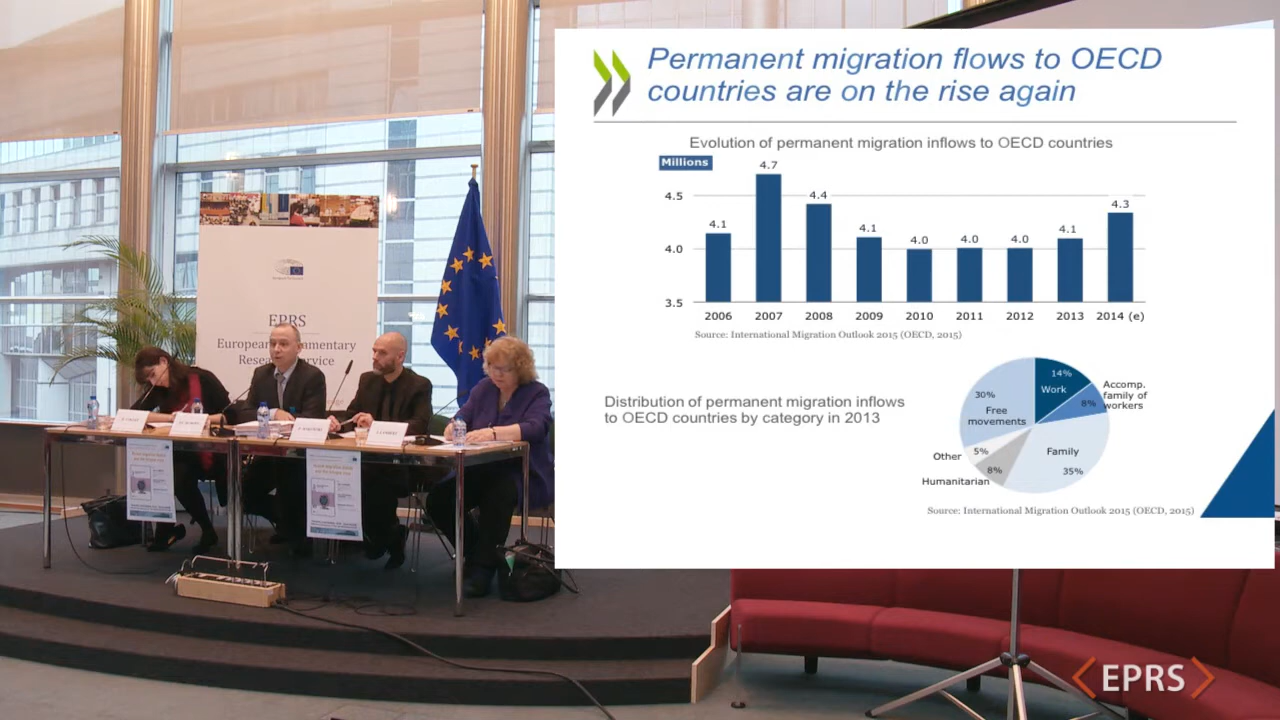 Permanent migration flows to OECD
countries are on the rise again
Evolution of permanent migration inflows to OECD countries
Millions
4.5
4.0
3.5
4.1
4.7
4.4
4.1
4.0
4.0
4.0
4.1
4.3
2006 2007 2008 2009 2010 2011 2012 2013 2014 (e)
Source: International Migration Outlook 2015 (OECD, 2015)
Distribution of permanent migration inflows
to OECD countries by category in 2013
14%
Work
Accomp.
family of
workers
8%
Family
35%
8%
Humanitarian
5%
Other
30%
Free
movements
Source: International Migration Outlook 2015 (OECD, 2015)
EPRS
European Parliamentary
Research Service
EPRS